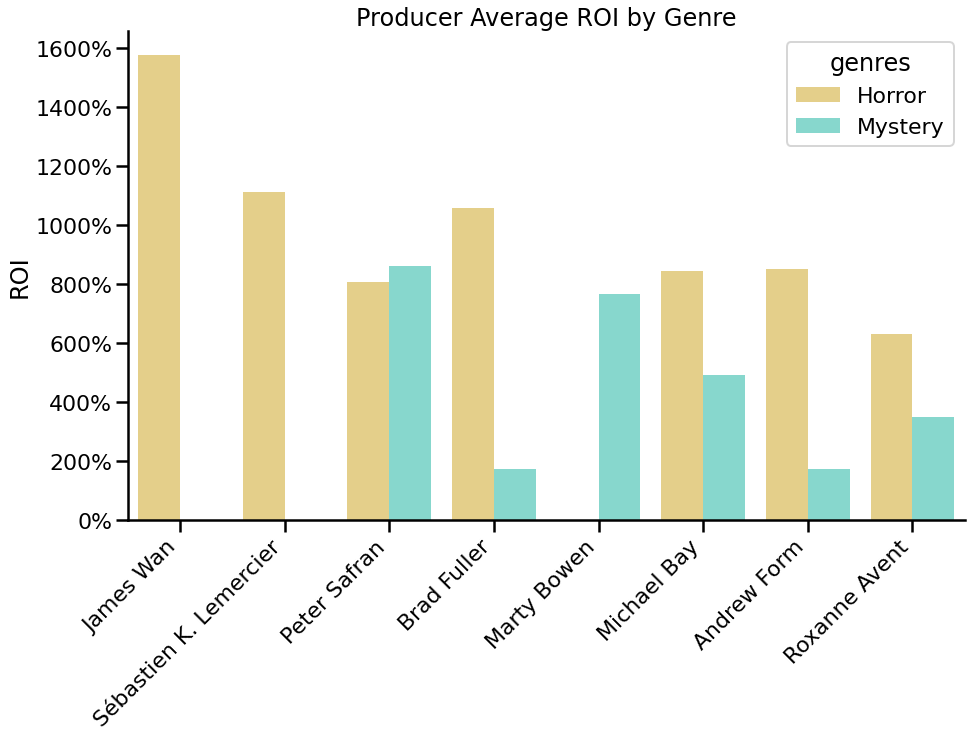 Producer Average ROI by Genre
genres
Horror
Mystery
ROI
1600%
1400%
1200%
1000%
800%
600%
400%
200%
0%
James Wan
Sébastien K. Lemercier
Peter Safran
Brad Fuller
Marty Bowen
Michael Bay
Andrew Form
Roxanne Avent